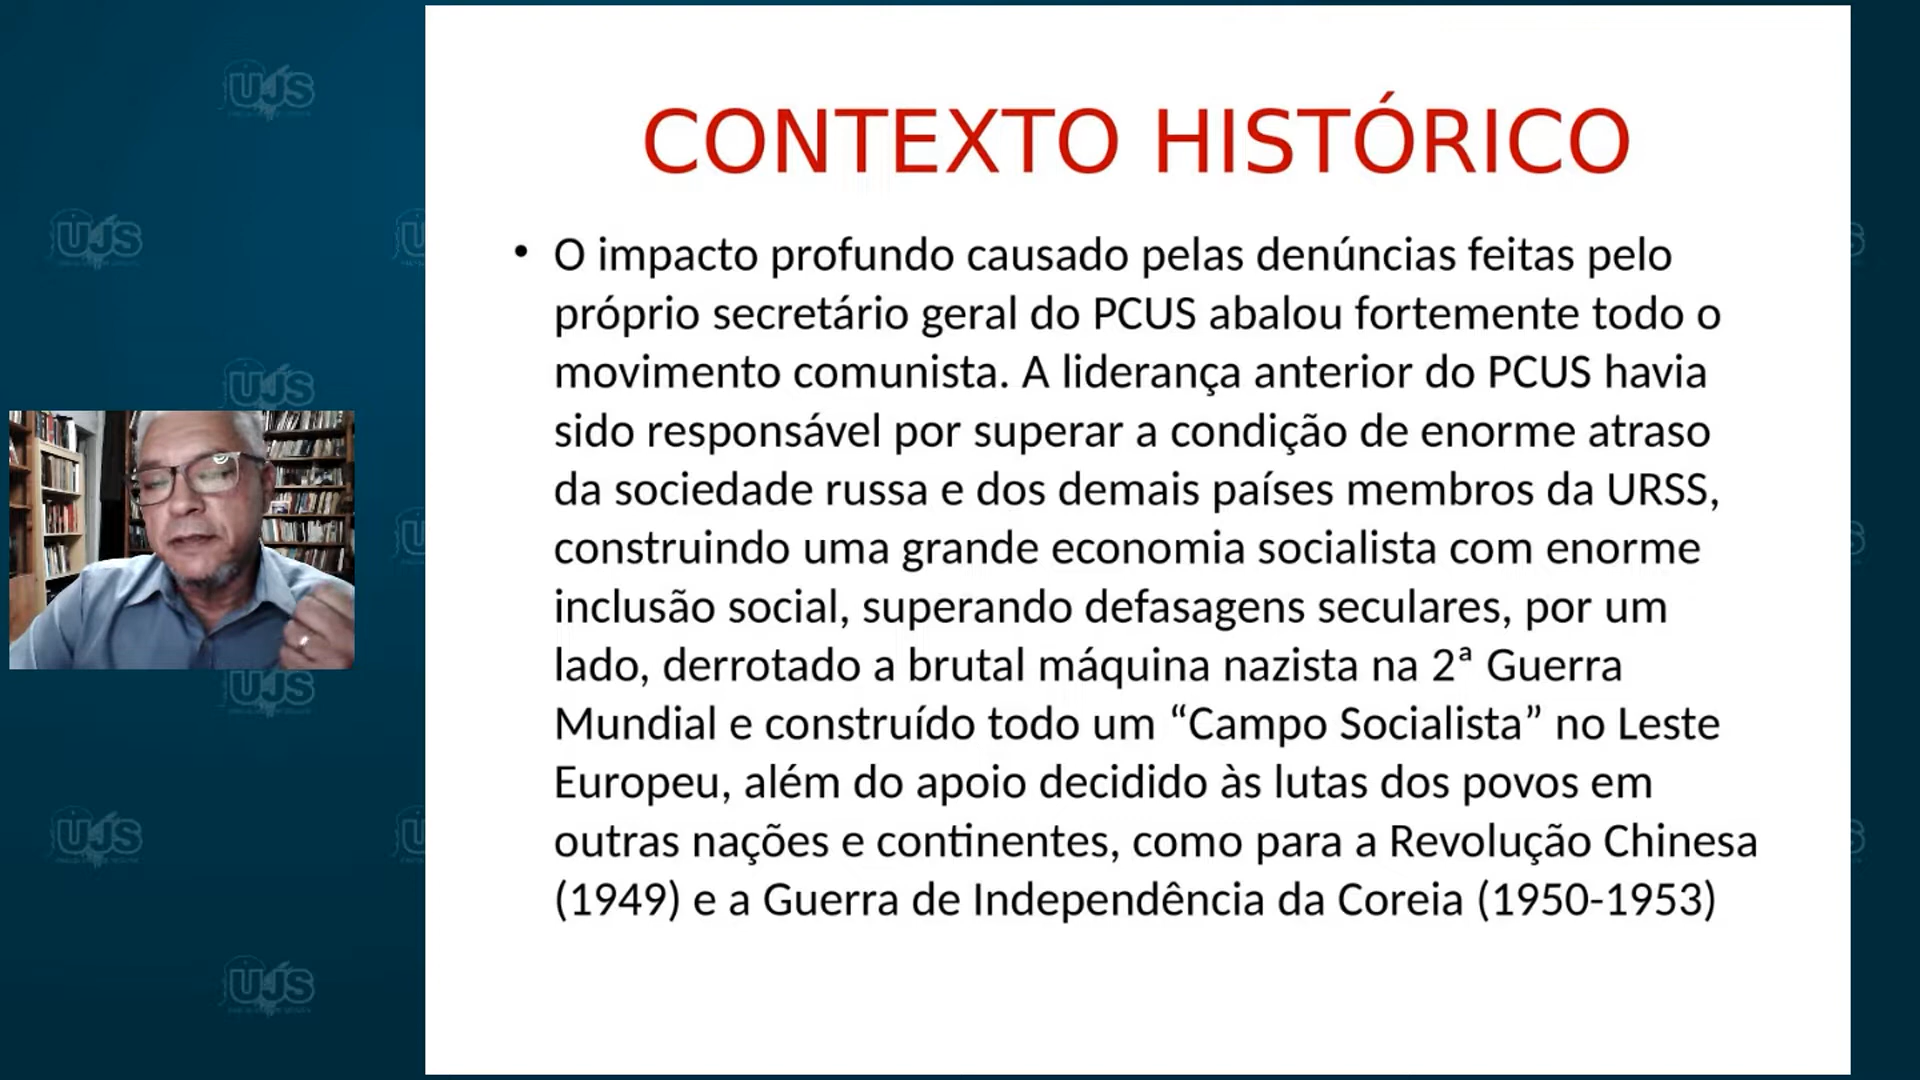 CONTEXTO HISTÓRICO
• O impacto profundo causado pelas denúncias feitas pelo
próprio secretário geral do PCUS abalou fortemente todo o
movimento comunista. A liderança anterior do PCUS havia
sido responsável por superar a condição de enorme atraso
da sociedade russa e dos demais países membros da URSS,
construindo uma grande economia socialista com enorme
inclusão social, superando defasagens seculares, por um
lado, derrotado a brutal máquina nazista na 2ª Guerra
Mundial e construído todo um “Campo Socialista” no Leste
Europeu, além do apoio decidido às lutas dos povos em
outras nações e continentes, como para a Revolução Chinesa
(1949) e a Guerra de Independência da Coreia (1950-1953)
UJS
UJS
UJS
UJS
UJS
UJS